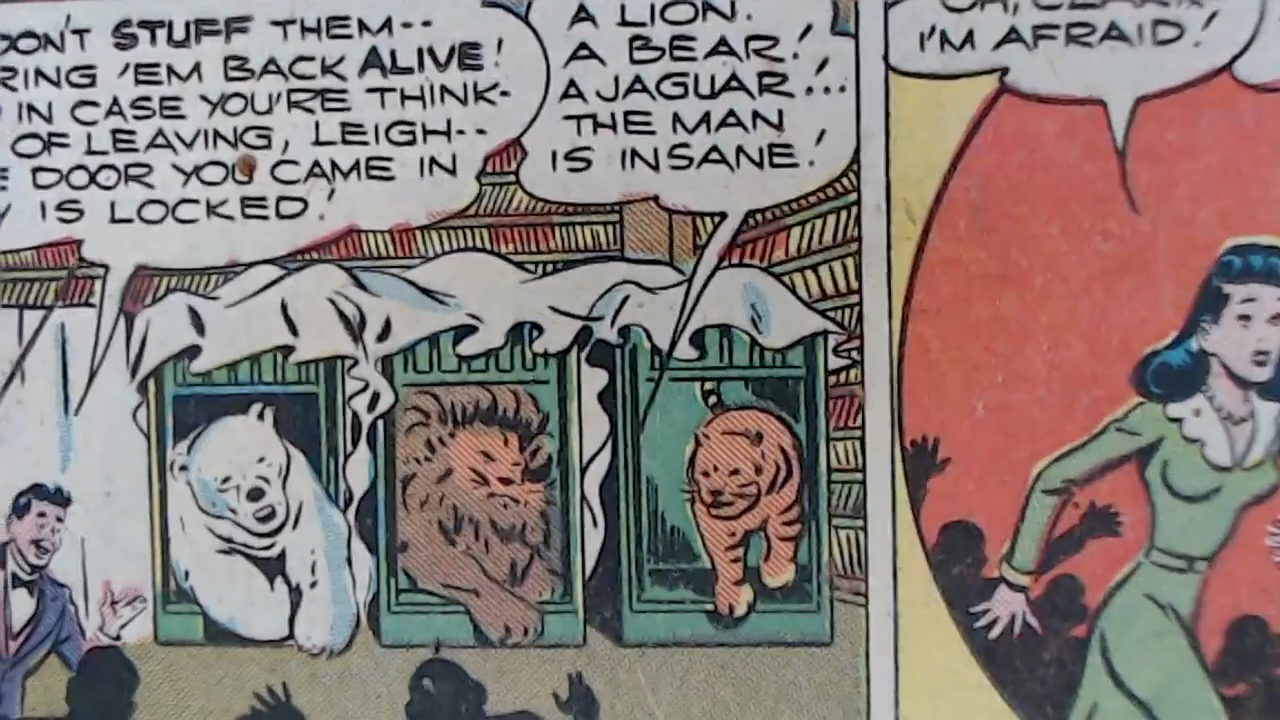 DON'T STUFF THEM--
RING 'EM BACK ALIVE!
IN CASE YOU'RE THINK-
OF LEAVING, LEIGH--
DOOR YOU CAME IN
IS LOCKED!
A LION.
A BEAR!
A JAGUAR!...
THE MAN
IS INSANE!
I'M AFRAID!